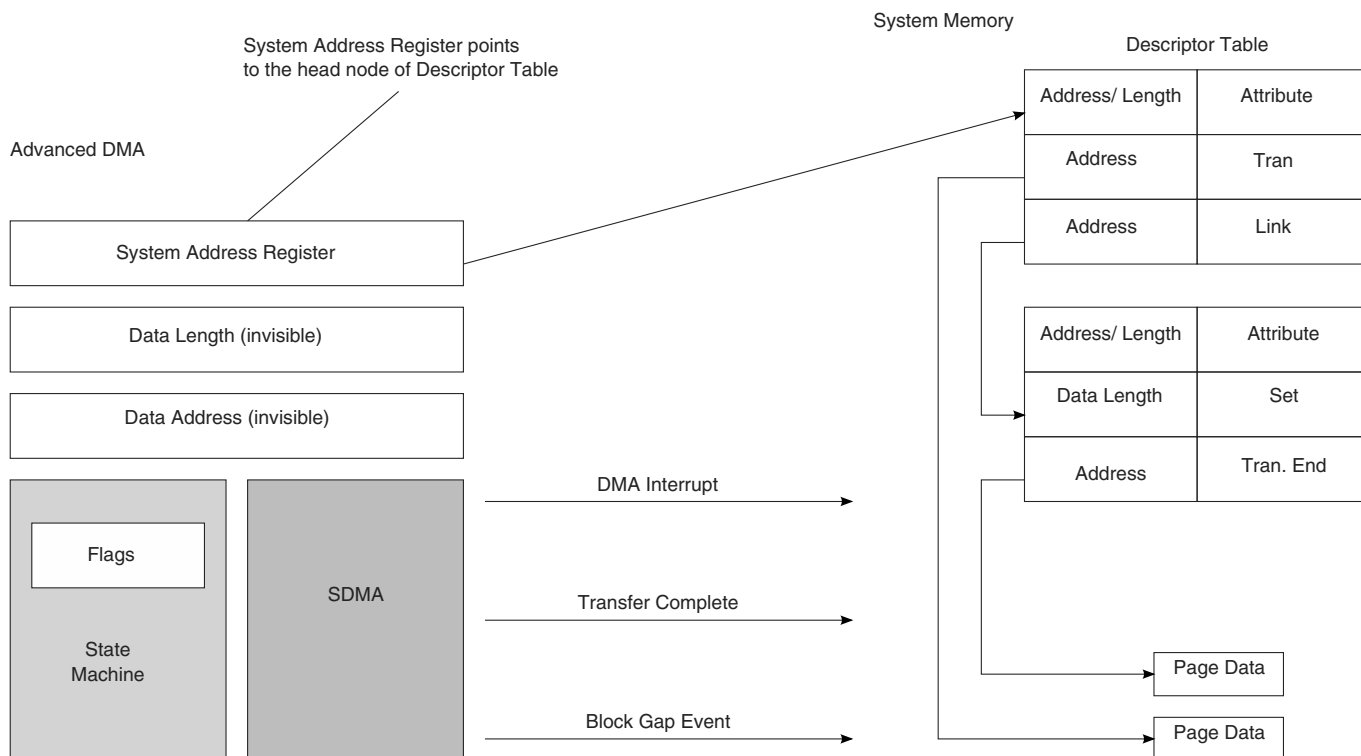 System Memory
System Address Register points
to the head node of Descriptor Table
Descriptor Table
Address/ Length
Attribute
Advanced DMA
Address
Tran
Address
Link
System Address Register
Data Length (invisible)
Address/ Length
Attribute
Data Address (invisible)
Data Length
Set
Address
Tran. End
DMA Interrupt
Flags
SDMA
Transfer Complete
State
Machine
Page Data
Block Gap Event
Page Data